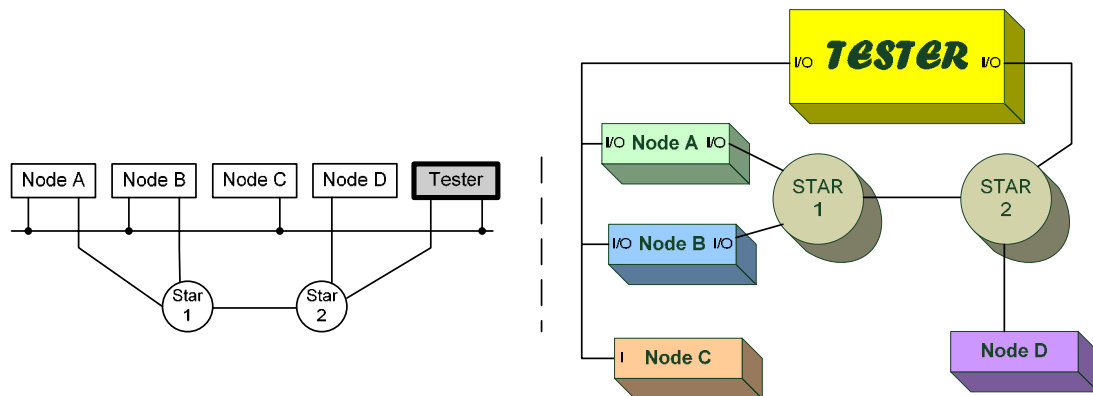 Node A
Node B
Node C
Node D
Tester
Star
1
Star
2
I/O TESTER I/O
I/O Node A I/O
STAR
1
STAR
2
I/O Node B I/O
I Node C
Node D